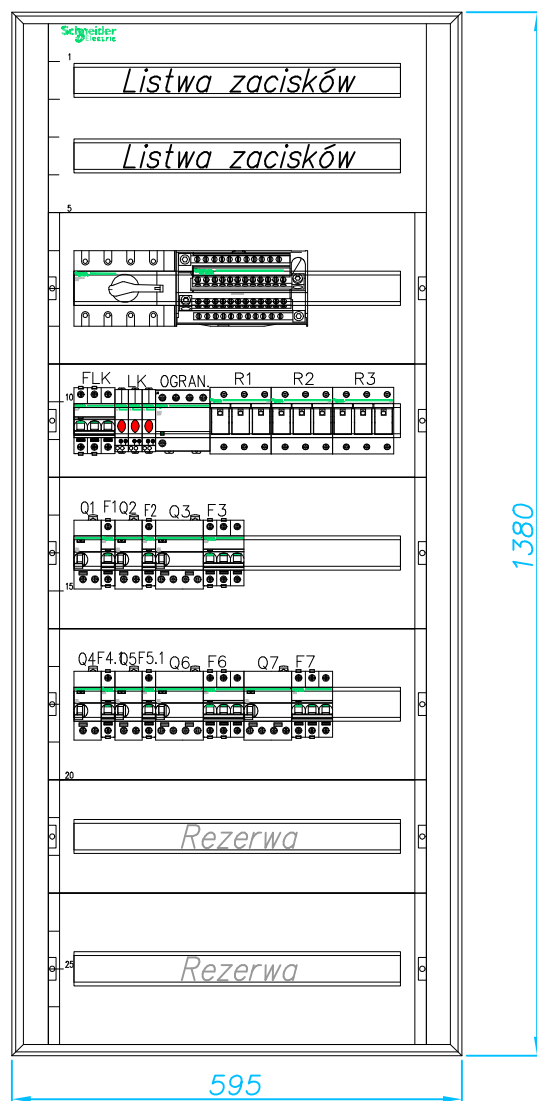 Schneider
Electric
1
Listwa zacisków
Listwa zacisków
5
FLK LK OGRAN. R1 R2 R3
10
Q1 F1 Q2 F2 Q3 F3
15
Q4 F4.1 Q5 F5.1 Q6 F6 Q7 F7
20
Rezerwa
25
Rezerwa
1380
595